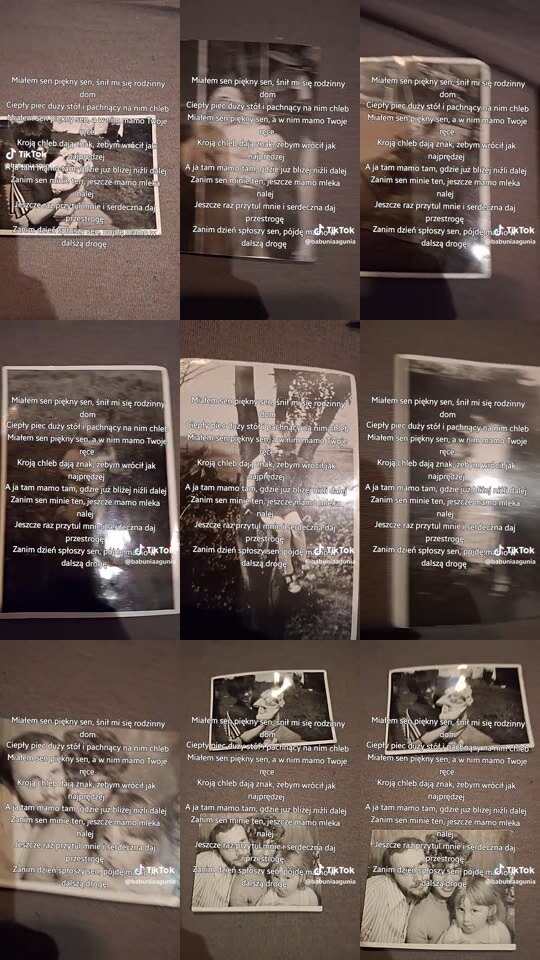 Miałem sen piękny sen, śnił mi się rodzinny
dom
Ciepły piec duży stół i pachnący na nim chleb
Miałem sen piękny sen, a w nim mamo Twoje
ręce
Kroją chleb dają znak, żebym wrócił jak
najprędzej
A ja tam mamo tam, gdzie już bliżej niźli dalej
Zanim sen minie ten, jeszcze mamo mleka
nalej
Jeszcze raz przytul mnie i serdeczna daj
przestrogę
Zanim dzień spłoszy sen, pójdę mamo w
dalszą drogę
TikTok
@babuniaagunia